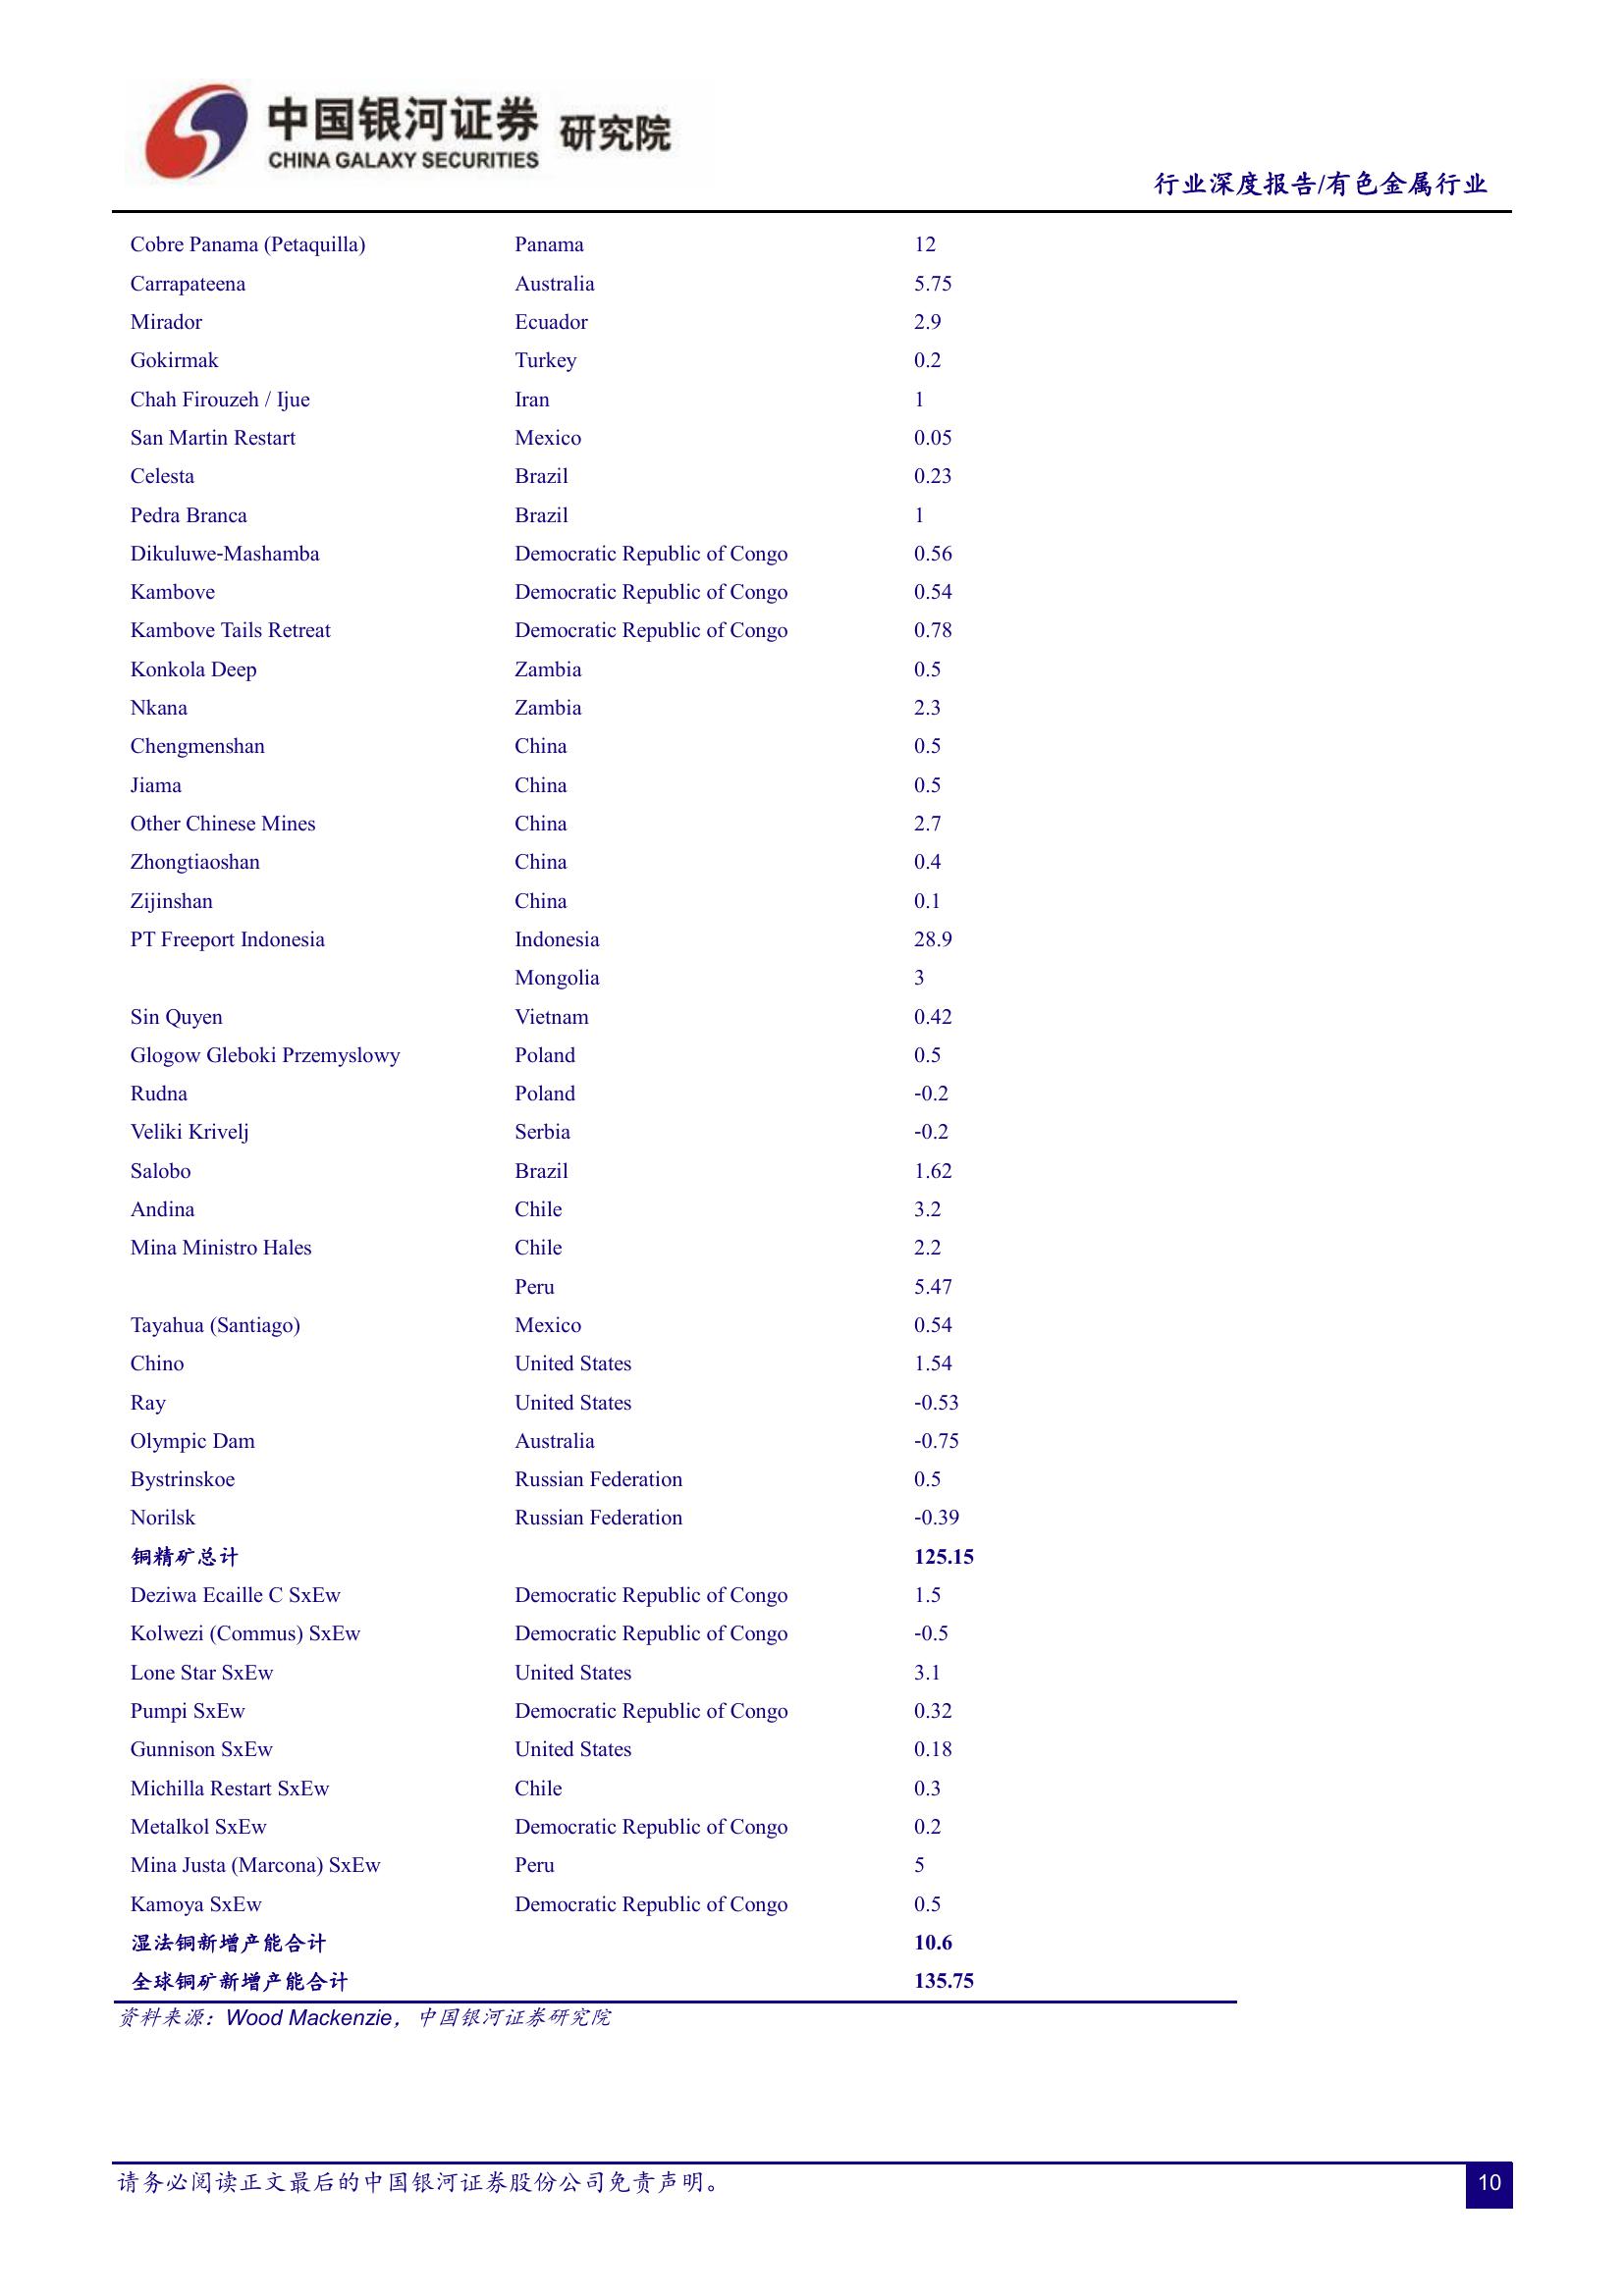 中国银河证券 研究院
CHINA GALAXY SECURITIES
行业深度报告/有色金属行业
Cobre Panama (Petaquilla) Panama 12
Carrapateena Australia 5.75
Mirador Ecuador 2.9
Gokirmak Turkey 0.2
Chah Firouzeh / Ijue Iran 1
San Martin Restart Mexico 0.05
Celesta Brazil 0.23
Pedra Branca Brazil 1
Dikuluwe-Mashamba Democratic Republic of Congo 0.56
Kambove Democratic Republic of Congo 0.54
Kambove Tails Retreat Democratic Republic of Congo 0.78
Konkola Deep Zambia 0.5
Nkana Zambia 2.3
Chengmenshan China 0.5
Jiama China 0.5
Other Chinese Mines China 2.7
Zhongtiaoshan China 0.4
Zijinshan China 0.1
PT Freeport Indonesia Indonesia 28.9
Mongolia 3
Sin Quyen Vietnam 0.42
Glogow Gleboki Przemyslowy Poland 0.5
Rudna Poland -0.2
Veliki Krivelj Serbia -0.2
Salobo Brazil 1.62
Andina Chile 3.2
Mina Ministro Hales Chile 2.2
Peru 5.47
Tayahua (Santiago) Mexico 0.54
Chino United States 1.54
Ray United States -0.53
Olympic Dam Australia -0.75
Bystrinskoe Russian Federation 0.5
Norilsk Russian Federation -0.39
铜精矿总计 125.15
Deziwa Ecaille C SxEw Democratic Republic of Congo 1.5
Kolwezi (Commus) SxEw Democratic Republic of Congo -0.5
Lone Star SxEw United States 3.1
Pumpi SxEw Democratic Republic of Congo 0.32
Gunnison SxEw United States 0.18
Michilla Restart SxEw Chile 0.3
Metalkol SxEw Democratic Republic of Congo 0.2
Mina Justa (Marcona) SxEw Peru 5
Kamoya SxEw Democratic Republic of Congo 0.5
湿法铜新增产能合计 10.6
全球铜矿新增产能合计 135.75
资料来源：Wood Mackenzie，中国银河证券研究院
请务必阅读正文最后的中国银河证券股份公司免责声明。 10